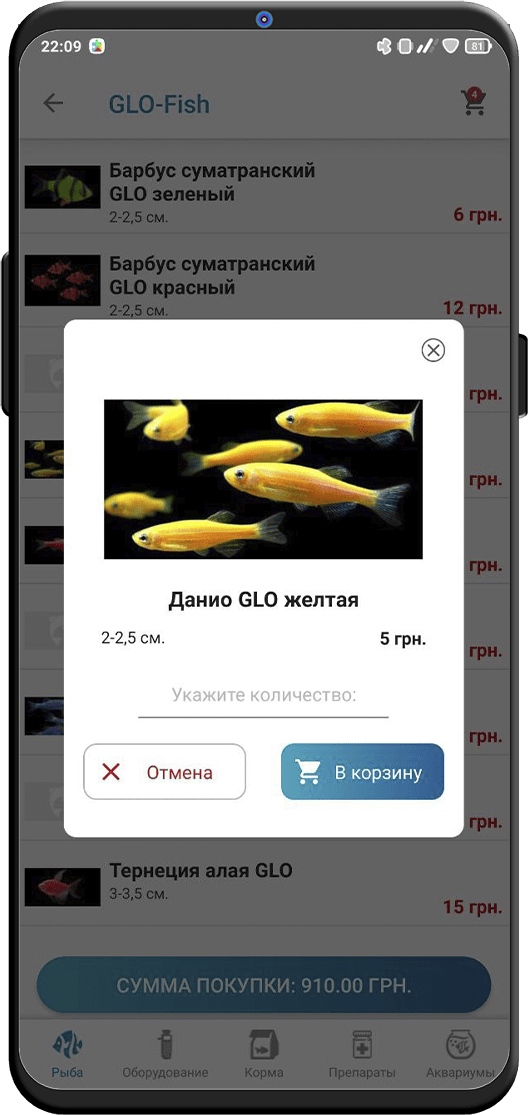 22:09
81
GLO-Fish
4
Барбус суматранский
GLO зеленый
2-2,5 см.
6 грн.
Барбус суматранский
GLO красный
2-2,5 см.
12 грн.
грн.
грн.
грн.
грн.
грн.
грн.
Данио GLO желтая
2-2,5 см.
5 грн.
Укажите количество:
Отмена
В корзину
Тернеция алая GLO
3-3,5 см.
15 грн.
СУММА ПОКУПКИ: 910.00 ГРН.
Рыба
Оборудование
Корма
Препараты
Аквариумы